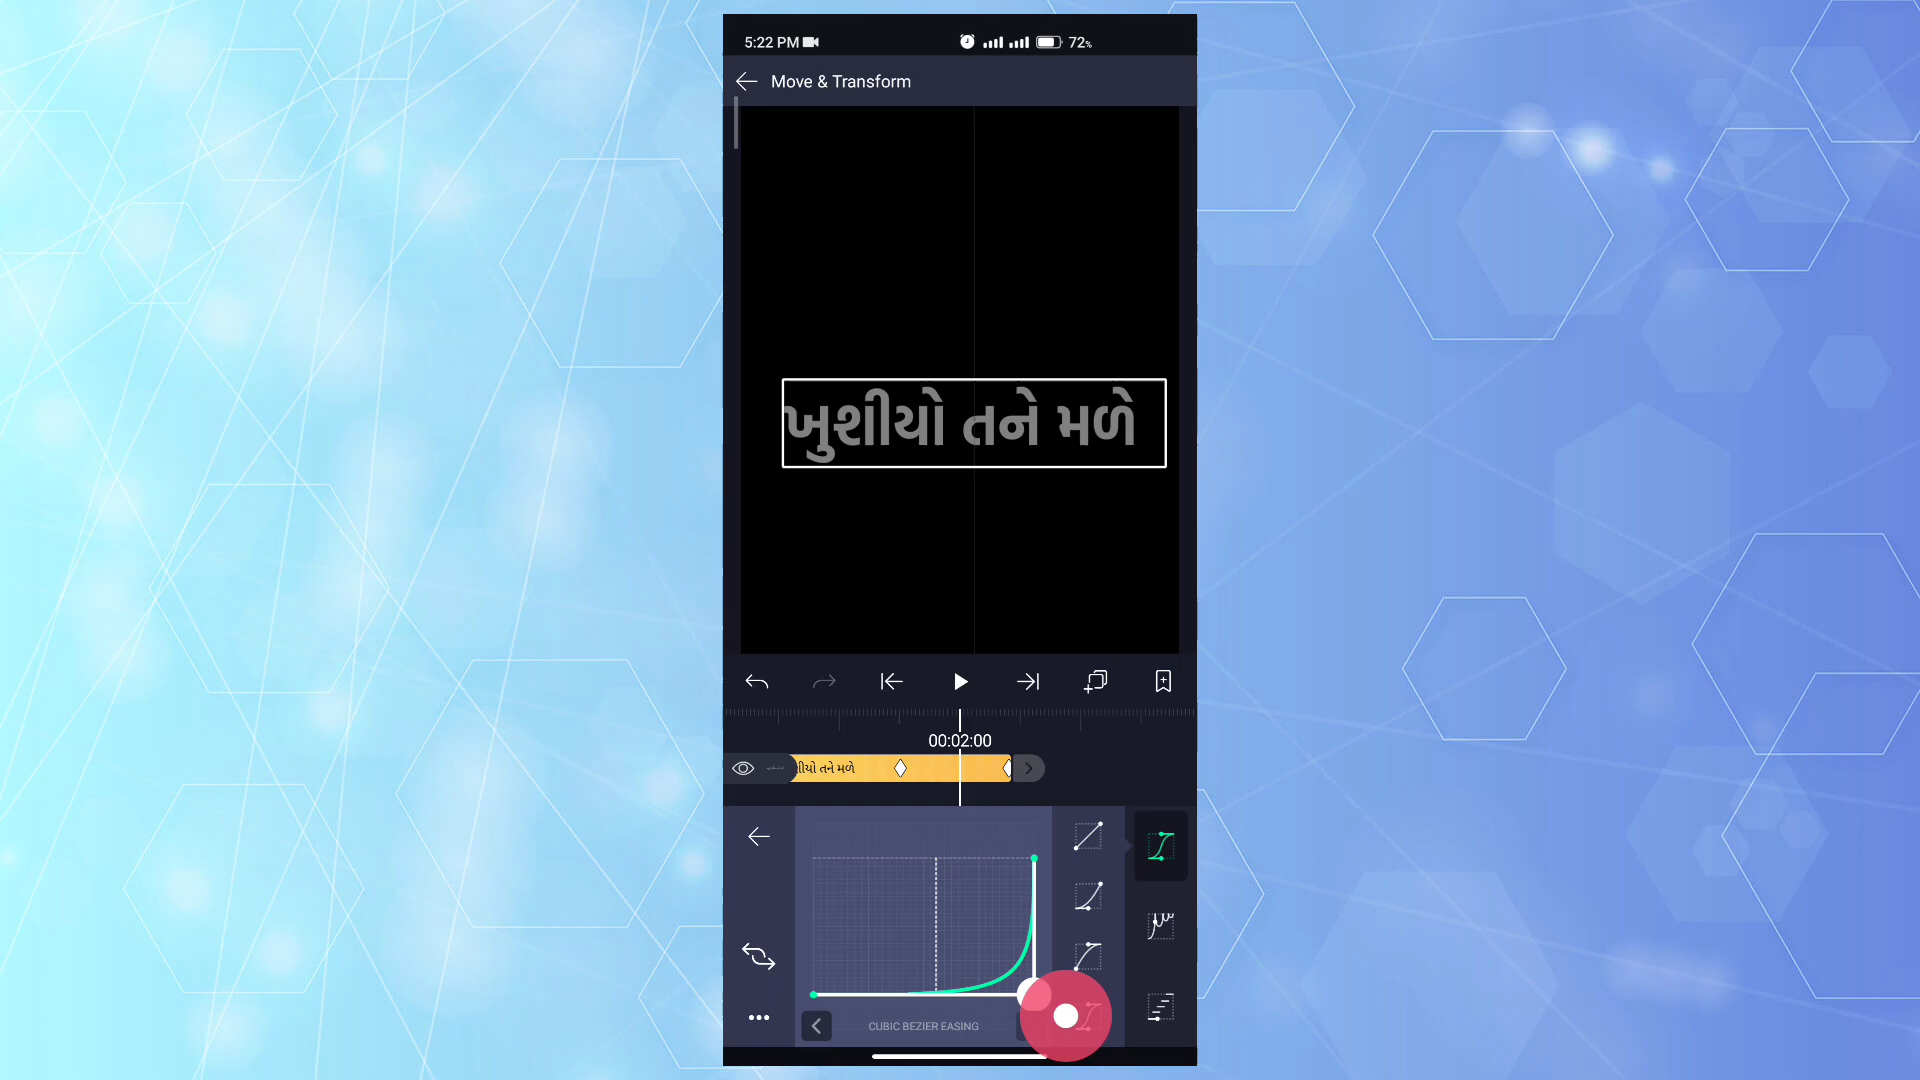 5:22 PM 72%
Move & Transform
ખુશીયો તને મળે
00:02:00
શીયો તને મળે
CUBIC BEZIER EASING